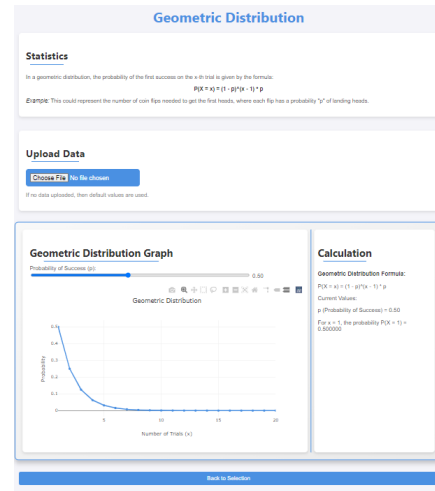 Geometric Distribution
Statistics
In a geometric distribution, the probability of the first success on the x-th trial is given by the formula:
P(X = x) = (1 - p)^(x - 1) * p
Example: This could represent the number of coin flips needed to get the first heads, where each flip has a probability "p" of landing heads.
Upload Data
Choose File No file chosen
If no data uploaded, then default values are used.
Geometric Distribution Graph
Probability of Success (p):
0.50
Geometric Distribution
0.5
0.4
0.3
0.2
0.1
0
Probability
5
10
15
20
Number of Trials (x)
Calculation
Geometric Distribution Formula:
P(X = x) = (1 - p)^(x - 1) * p
Current Values:
p (Probability of Success) = 0.50
For x = 1, the probability P(X = 1) =
0.500000
Back to Selection